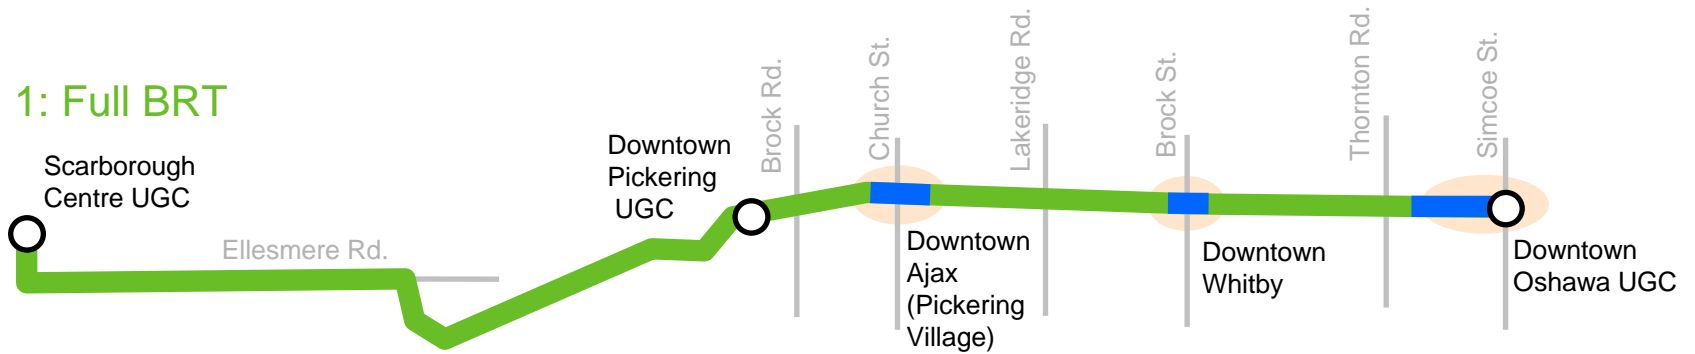 1: Full BRT
Scarborough
Centre UGC
Ellesmere Rd.
Downtown
Pickering
UGC
Brock Rd.
Church St.
Lakeridge Rd.
Brock St.
Thornton Rd.
Simcoe St.
Downtown
Ajax
(Pickering
Village)
Downtown
Whitby
Downtown
Oshawa UGC